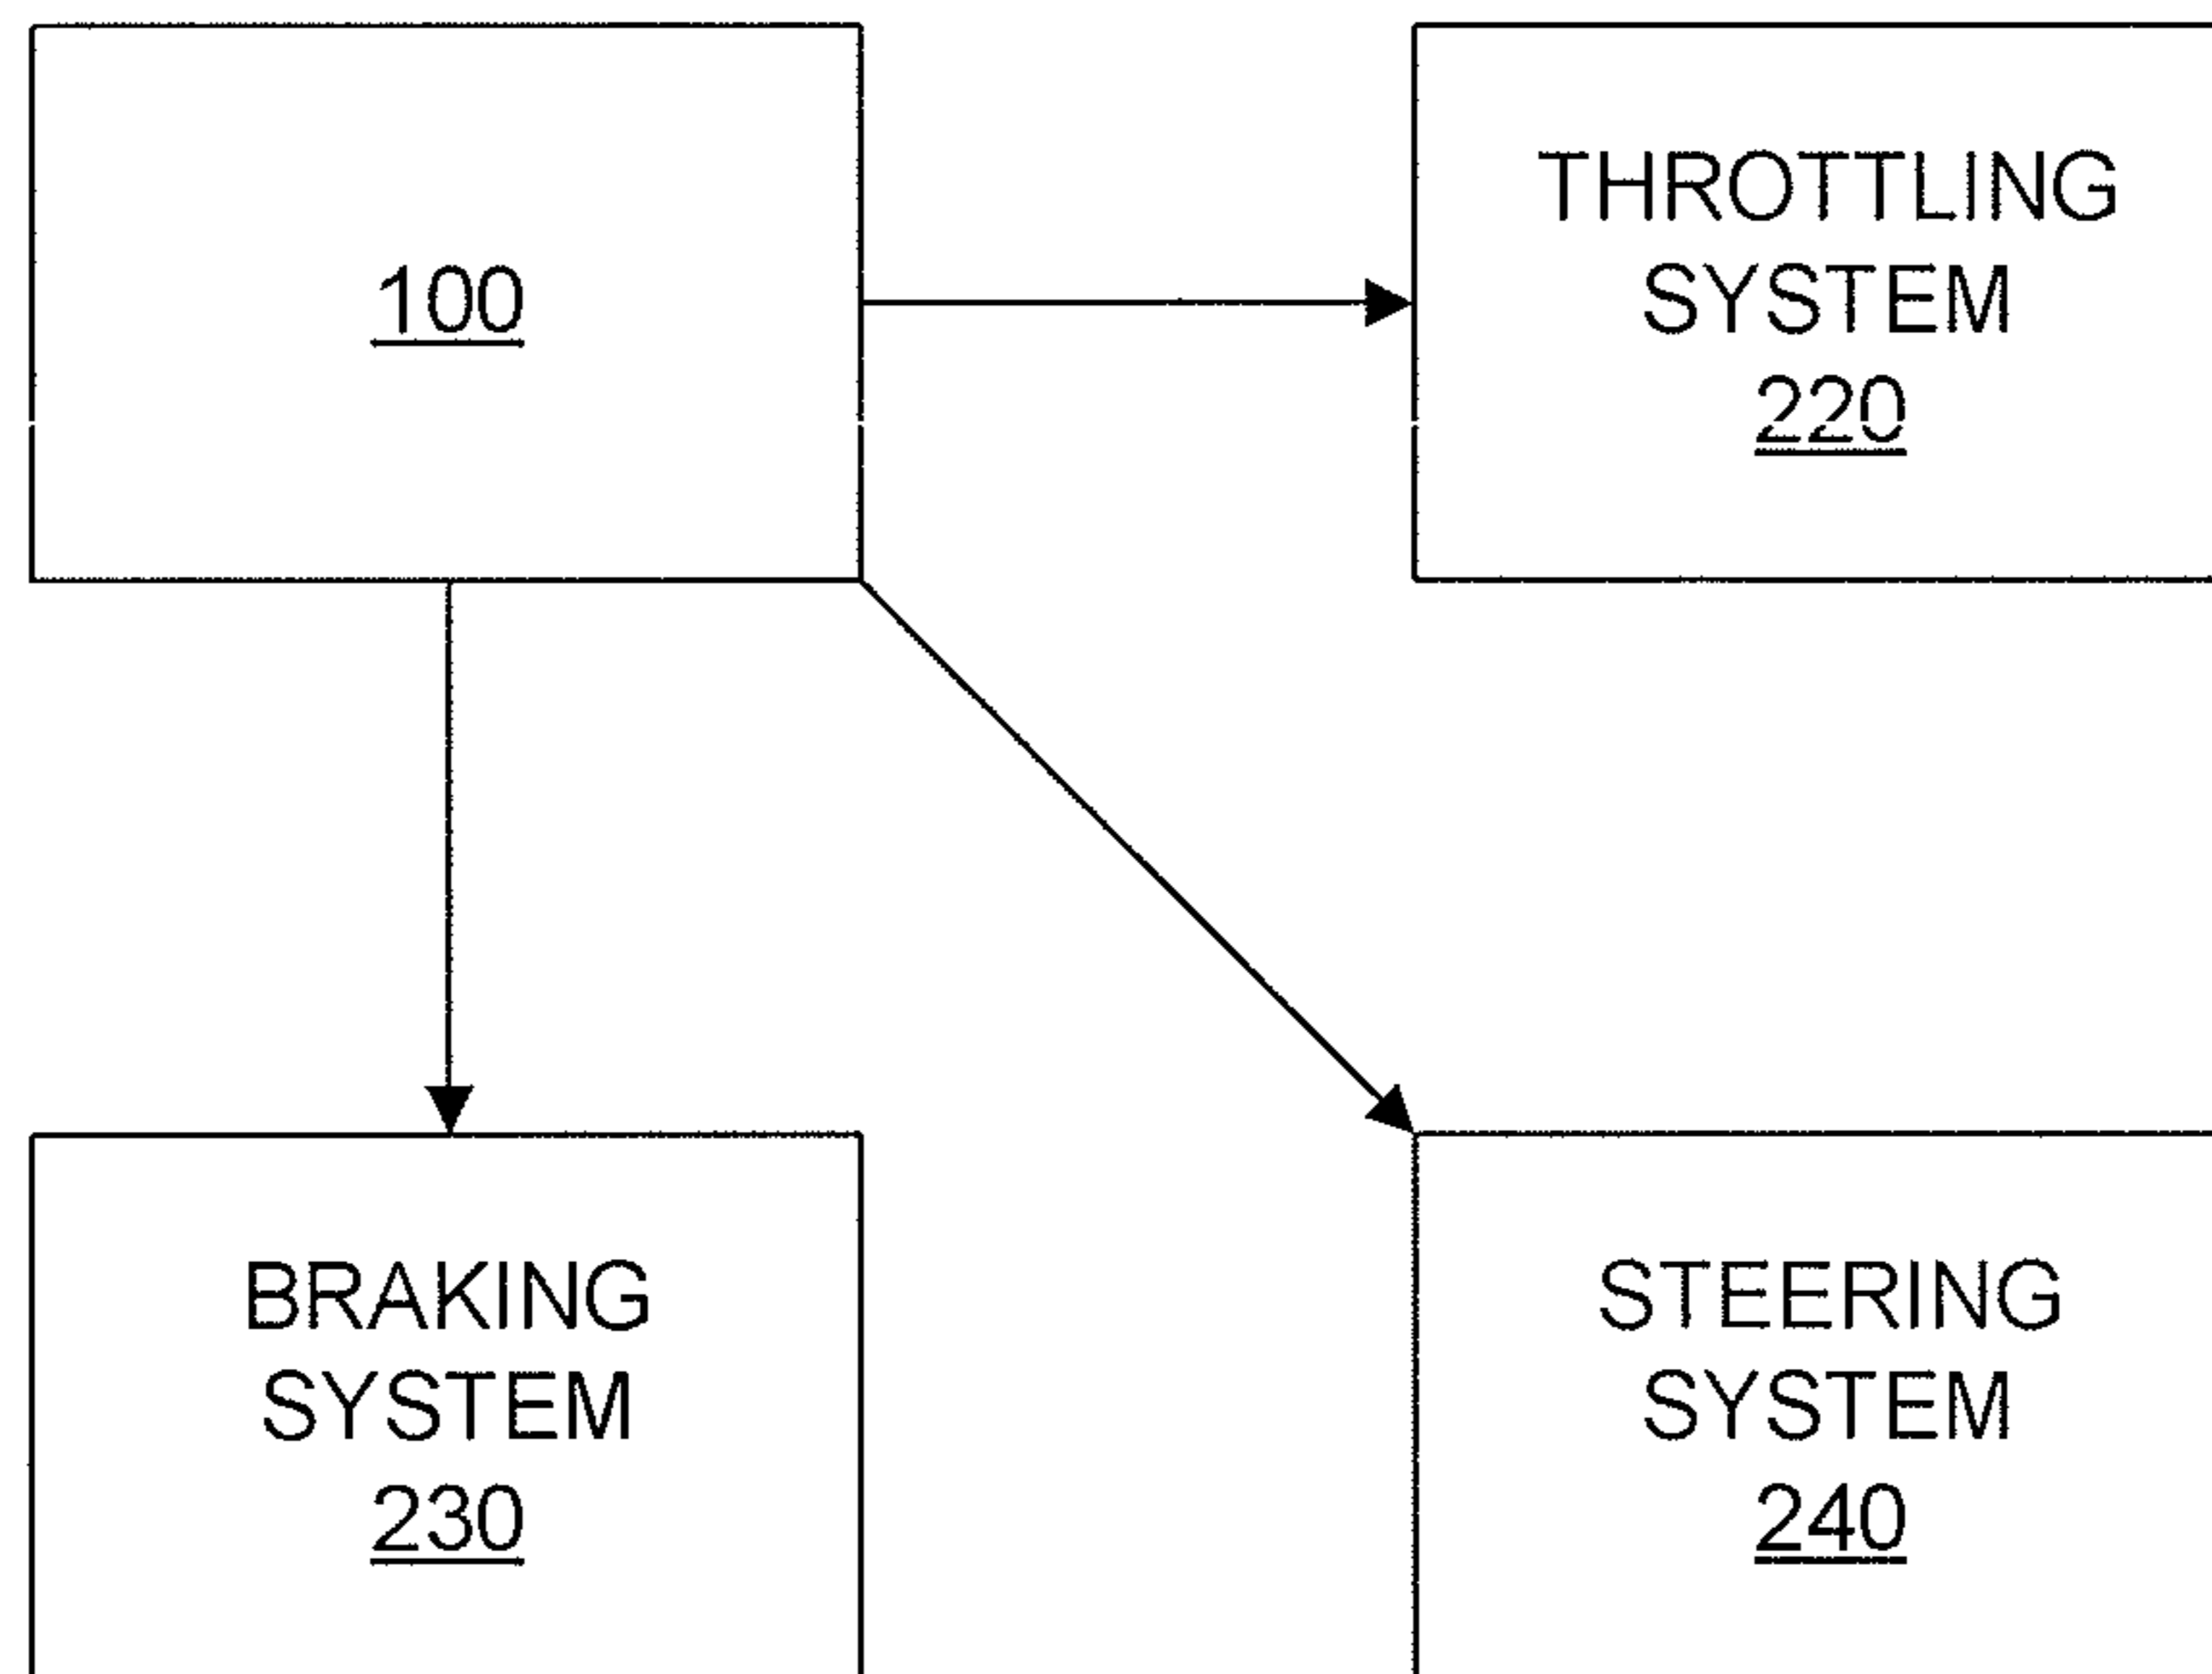 100
THROTTLING
SYSTEM
220
BRAKING
SYSTEM
230
STEERING
SYSTEM
240